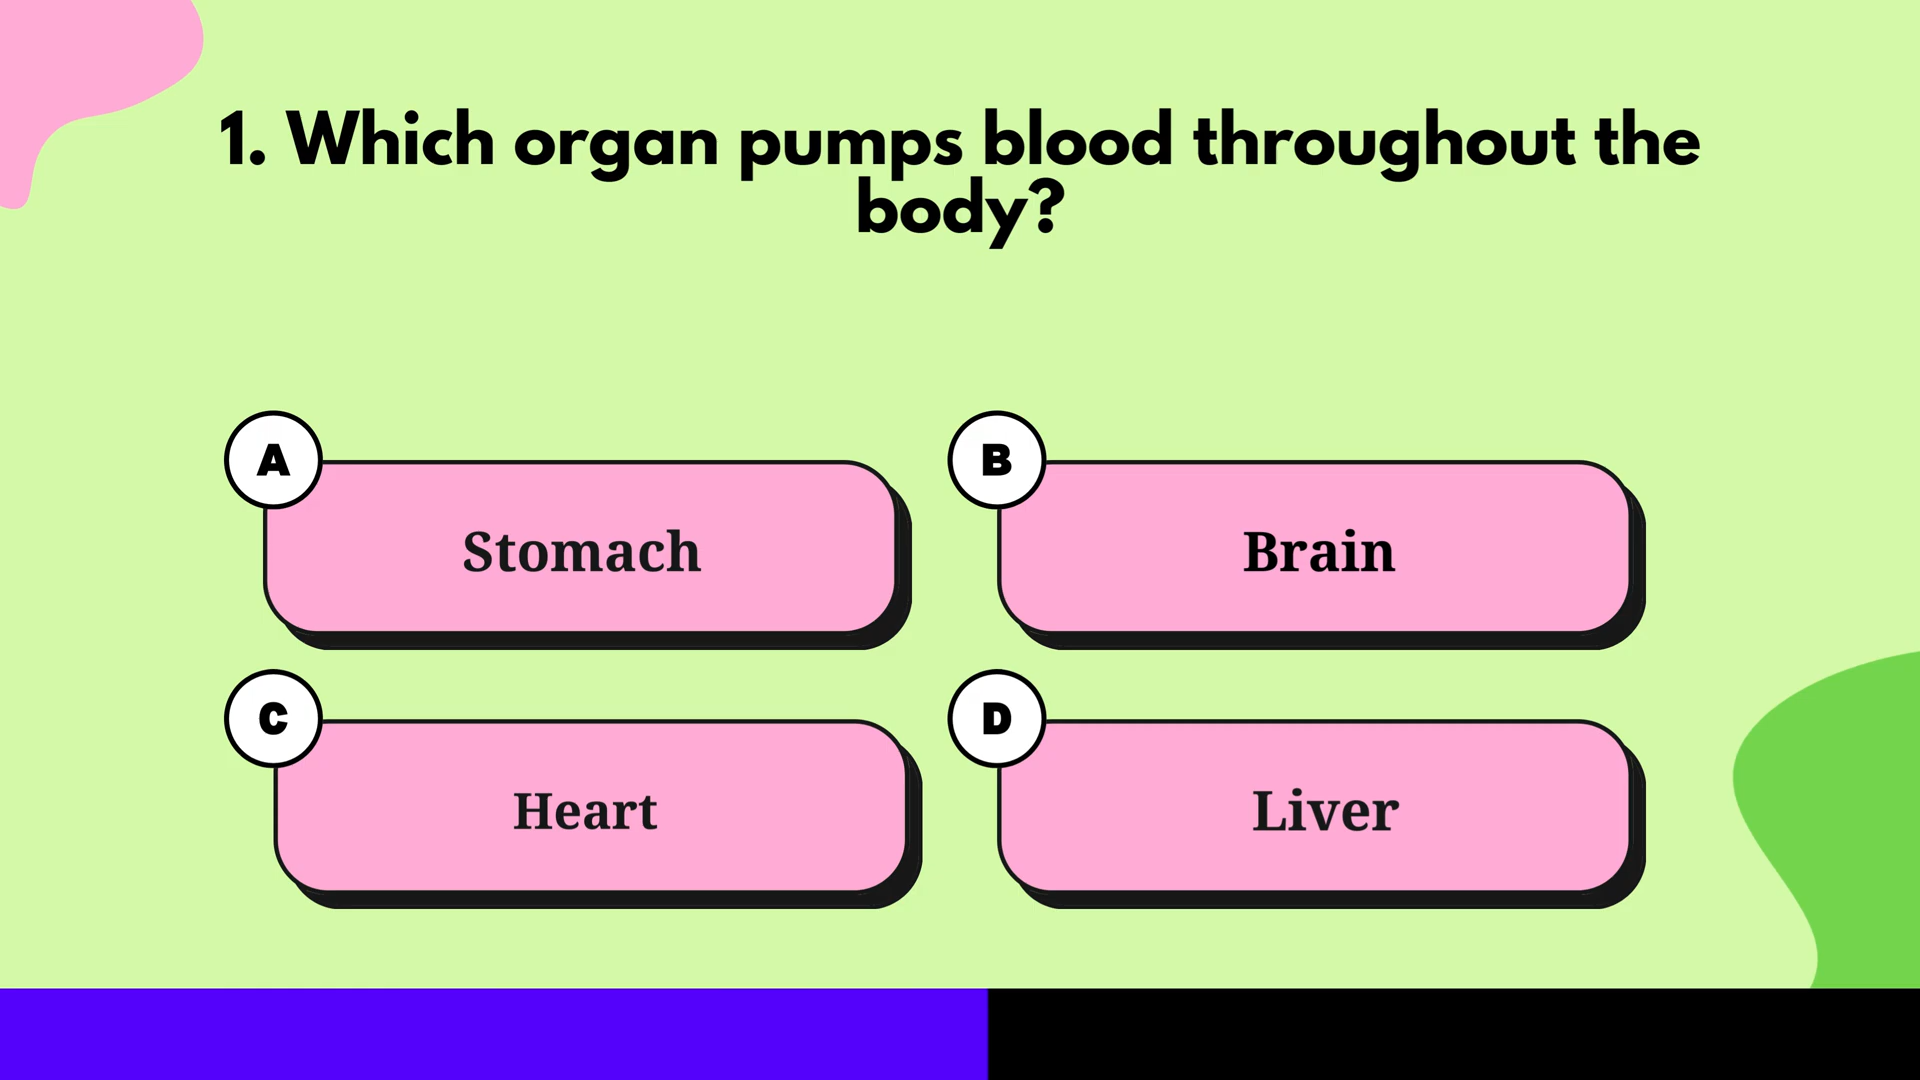 1. Which organ pumps blood throughout the
body?
A
Stomach
B
Brain
C
Heart
D
Liver